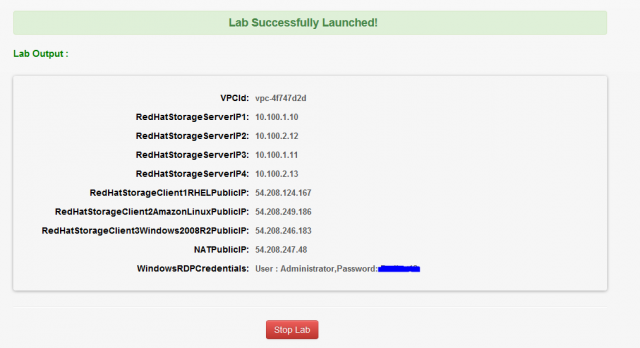 Lab Successfully Launched!
Lab Output :
VPCId: vpc-4f747d2d
RedHatStorageServerIP1: 10.100.1.10
RedHatStorageServerIP2: 10.100.2.12
RedHatStorageServerIP3: 10.100.1.11
RedHatStorageServerIP4: 10.100.2.13
RedHatStorageClient1RHELPublicIP: 54.208.124.167
RedHatStorageClient2AmazonLinuxPublicIP: 54.208.249.186
RedHatStorageClient3Windows2008R2PublicIP: 54.208.246.183
NATPublicIP: 54.208.247.48
WindowsRDPCredentials: User : Administrator,Password:
Stop Lab